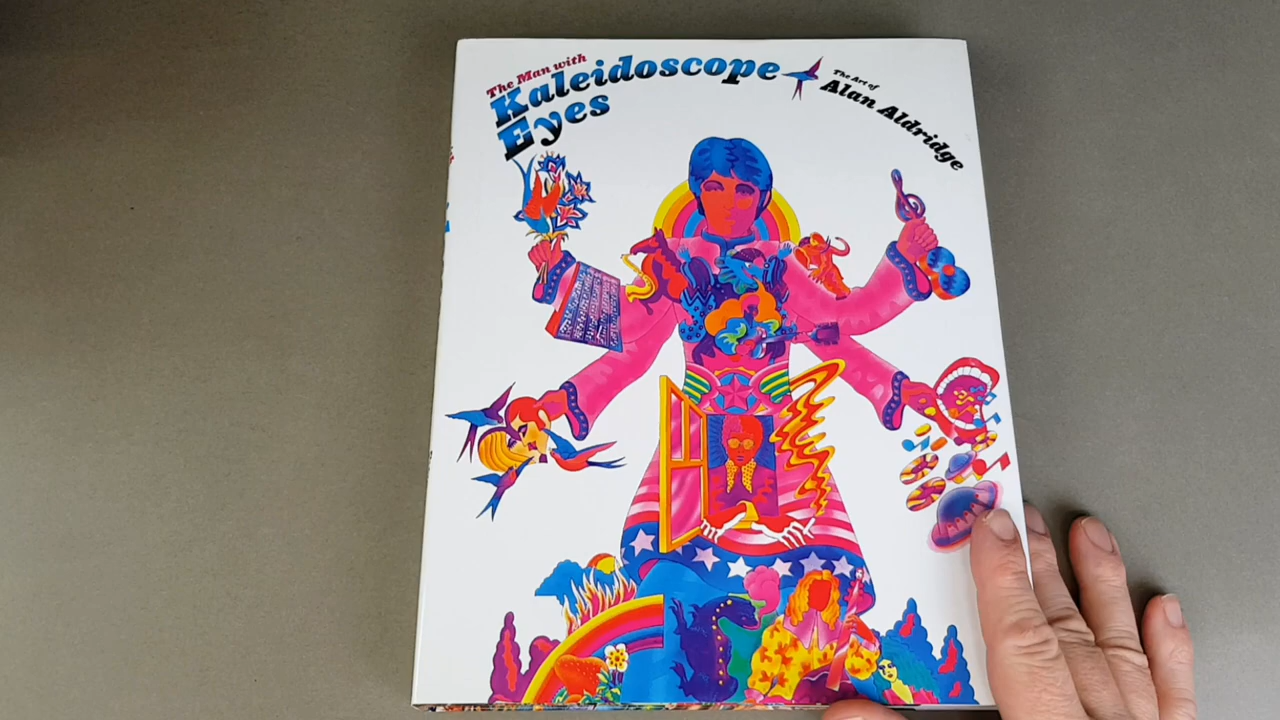 The Man with
Kaleidoscope
Eyes
The Art of
Alan Aldridge